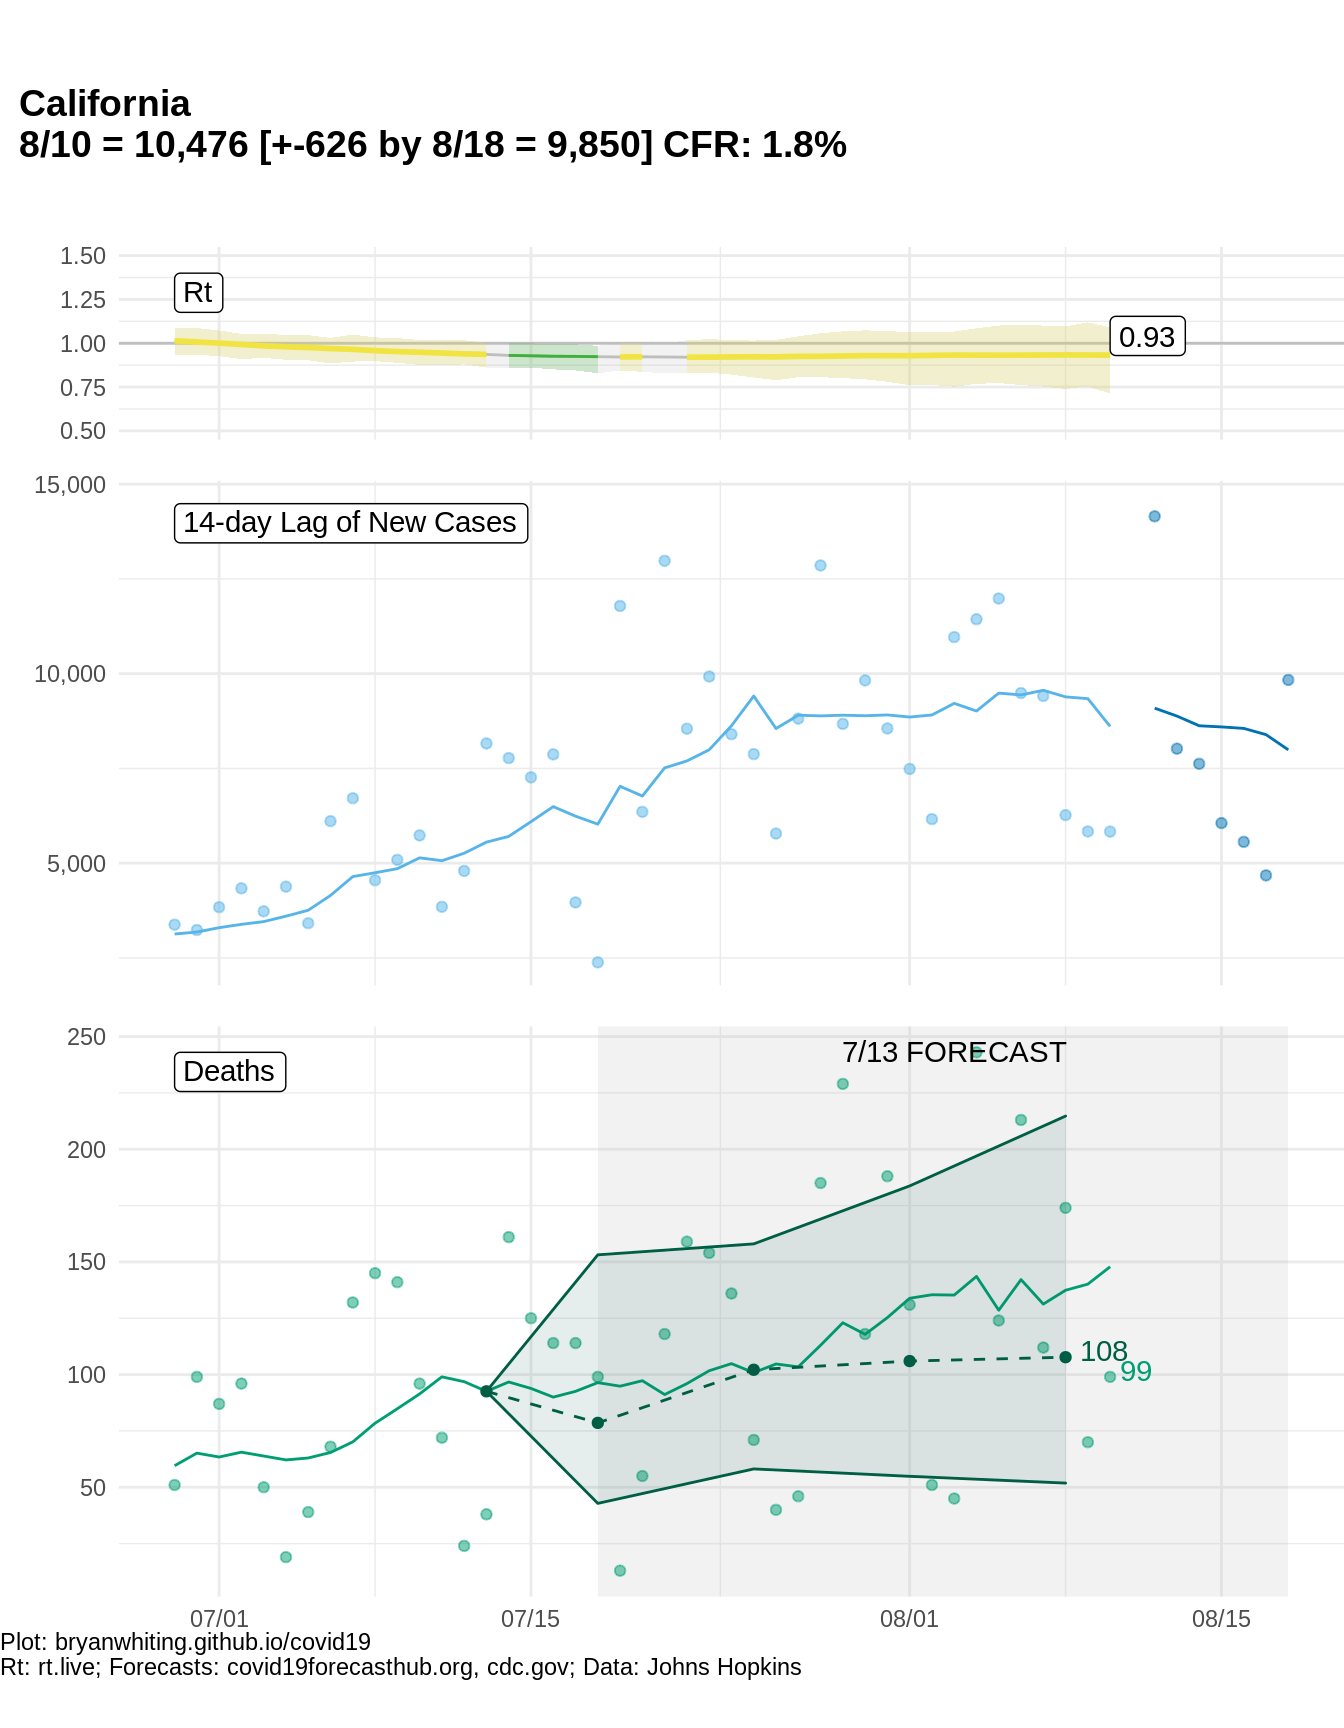 California
8/10 = 10,476 [+-626 by 8/18 = 9,850] CFR: 1.8%
1.50
Rt
1.25
1.00
0.93
0.75
0.50
15,000
14-day Lag of New Cases
10,000
5,000
250
7/13 FORECAST
Deaths
200
150
100
108
99
50
07/01
07/15
08/01
08/15
Plot: bryanwhiting.github.io/covid19
Rt: rt.live; Forecasts: covid19forecasthub.org, cdc.gov; Data: Johns Hopkins